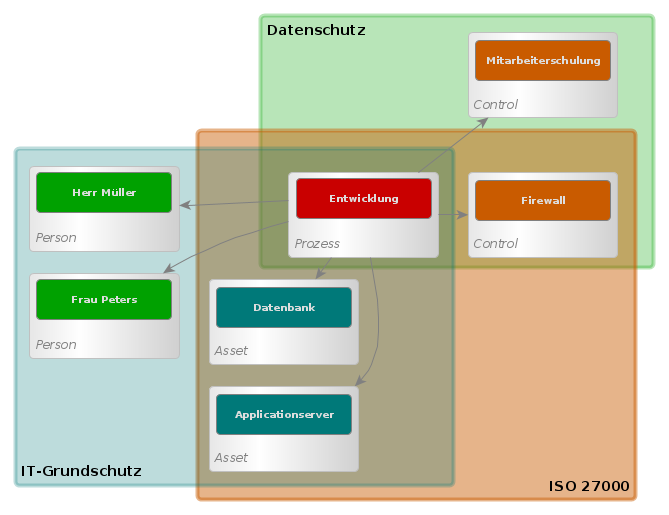 Datenschutz
Mitarbeiterschulung
Control
Herr Müller
Person
Entwicklung
Prozess
Firewall
Control
Frau Peters
Person
Datenbank
Asset
Applicationserver
Asset
IT-Grundschutz
ISO 27000